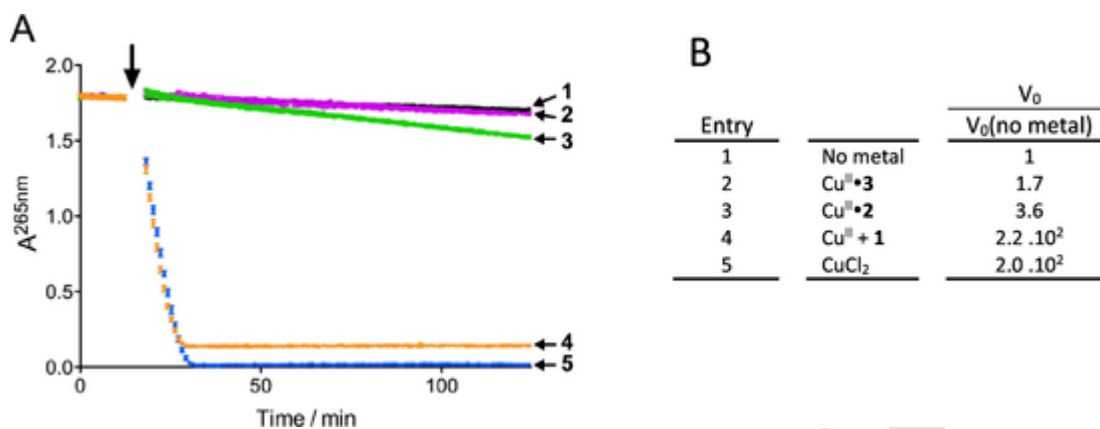 A
A265nm
2.0
1.5
1.0
0.5
0.0
0
50
100
Time / min
1
2
3
4
5
B
V0
Entry V0(no metal)
1 No metal 1
2 CuII•3 1.7
3 CuII•2 3.6
4 CuII + 1 2.2 .10²
5 CuCl2 2.0 .10²